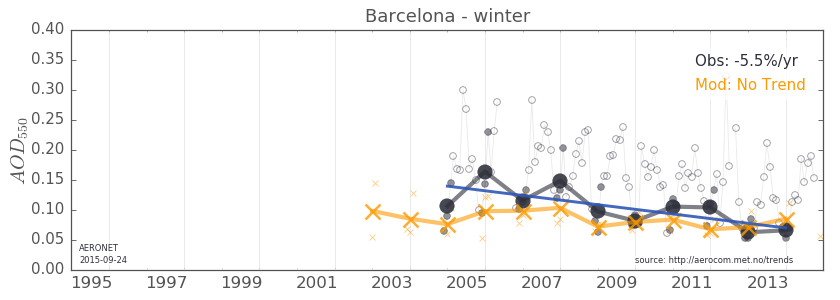 Barcelona - winter
0.40
0.35
0.30
0.25
0.20
0.15
0.10
0.05
0.00
AOD550
Obs: -5.5%/yr
Mod: No Trend
AERONET
2015-09-24
source: http://aerocom.met.no/trends
1995 1997 1999 2001 2003 2005 2007 2009 2011 2013